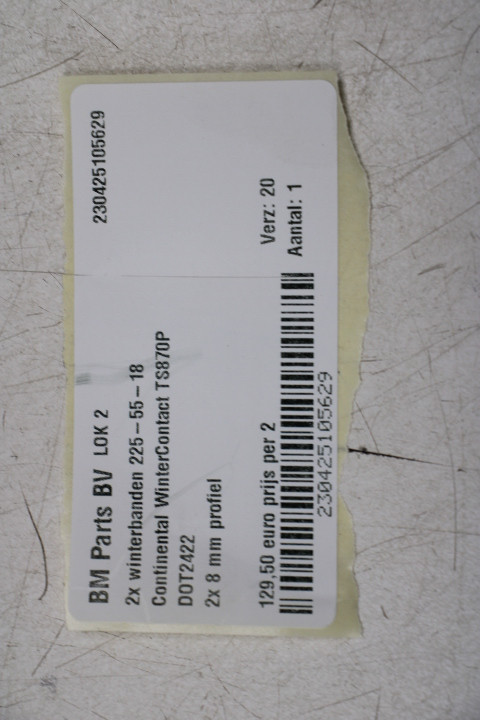 BM Parts BV LOK 2 230425105629
2x winterbanden 225-55-18
Continental WinterContact TS870P
DOT2422
2x 8 mm profiel
Verz: 20
129,50 euro prijs per 2 Aantal: 1
230425105629